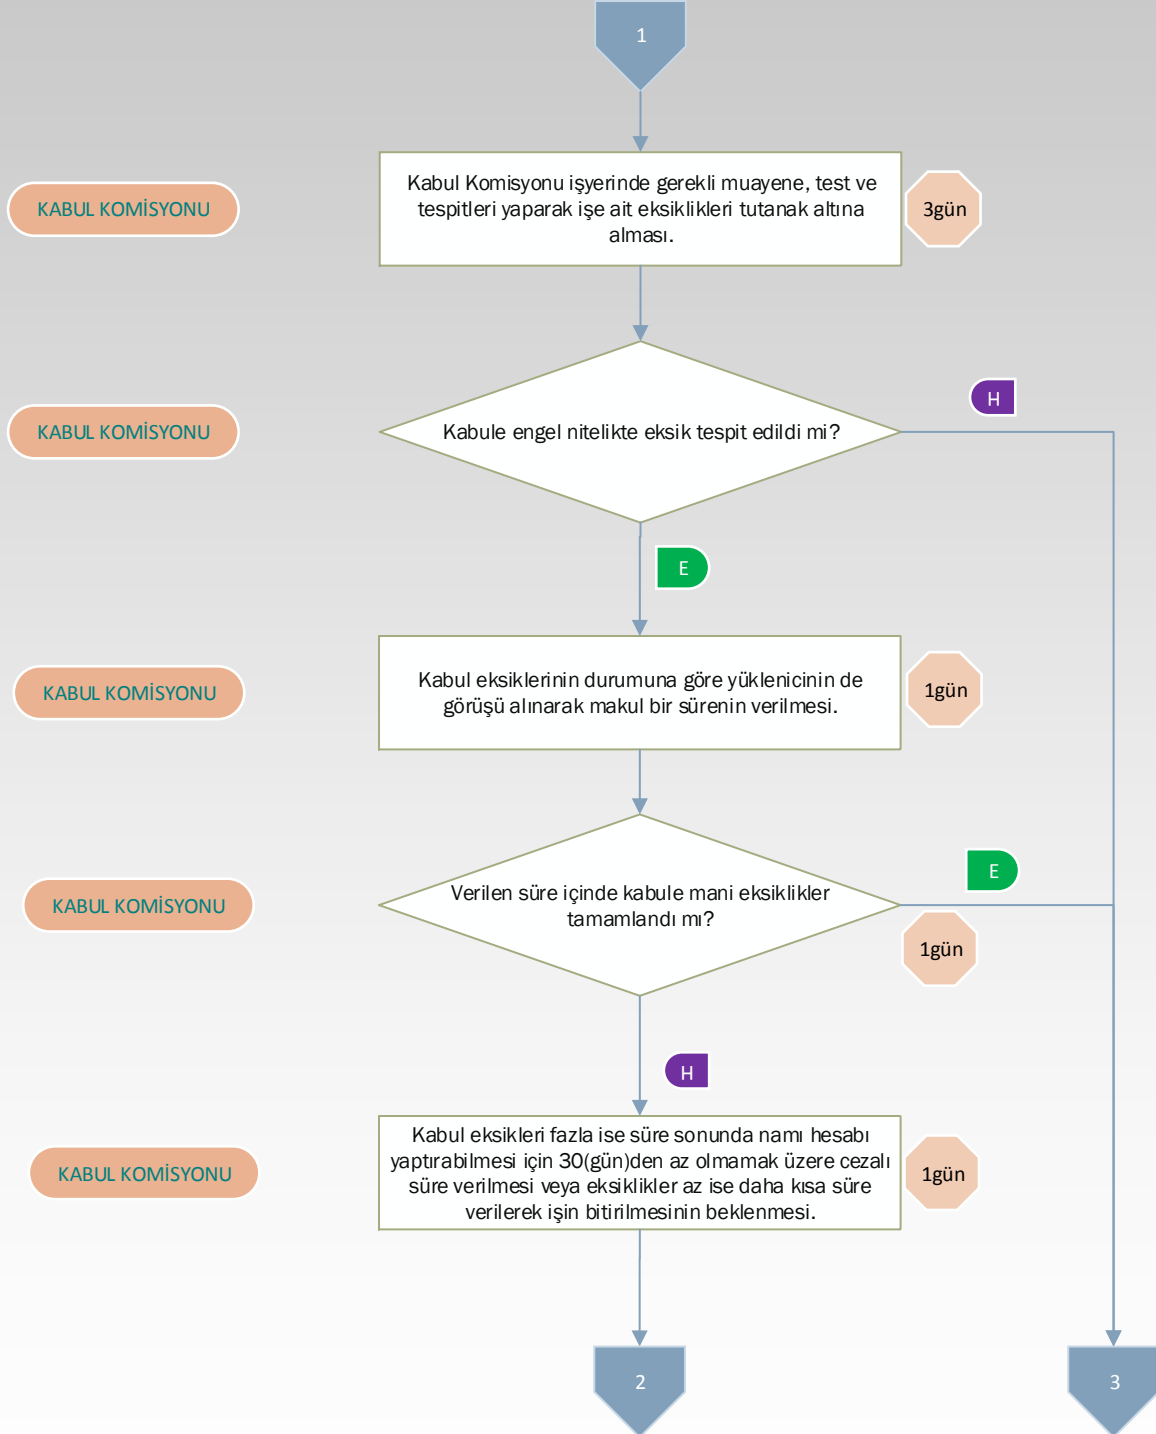 1
KABUL KOMİSYONU
Kabul Komisyonu işyerinde gerekli muayene, test ve
tespitleri yaparak işe ait eksiklikleri tutanak altına
alması.
3gün
H
KABUL KOMİSYONU
Kabule engel nitelikte eksik tespit edildi mi?
E
KABUL KOMİSYONU
Kabul eksiklerinin durumuna göre yüklenicinin de
görüşü alınarak makul bir sürenin verilmesi.
1gün
E
KABUL KOMİSYONU
Verilen süre içinde kabule mani eksiklikler
tamamlandı mı?
1gün
H
KABUL KOMİSYONU
Kabul eksikleri fazla ise süre sonunda namı hesabı
yaptırabilmesi için 30(gün)den az olmamak üzere cezalı
süre verilmesi veya eksiklikler az ise daha kısa süre
verilerek işin bitirilmesinin beklenmesi.
1gün
2
3